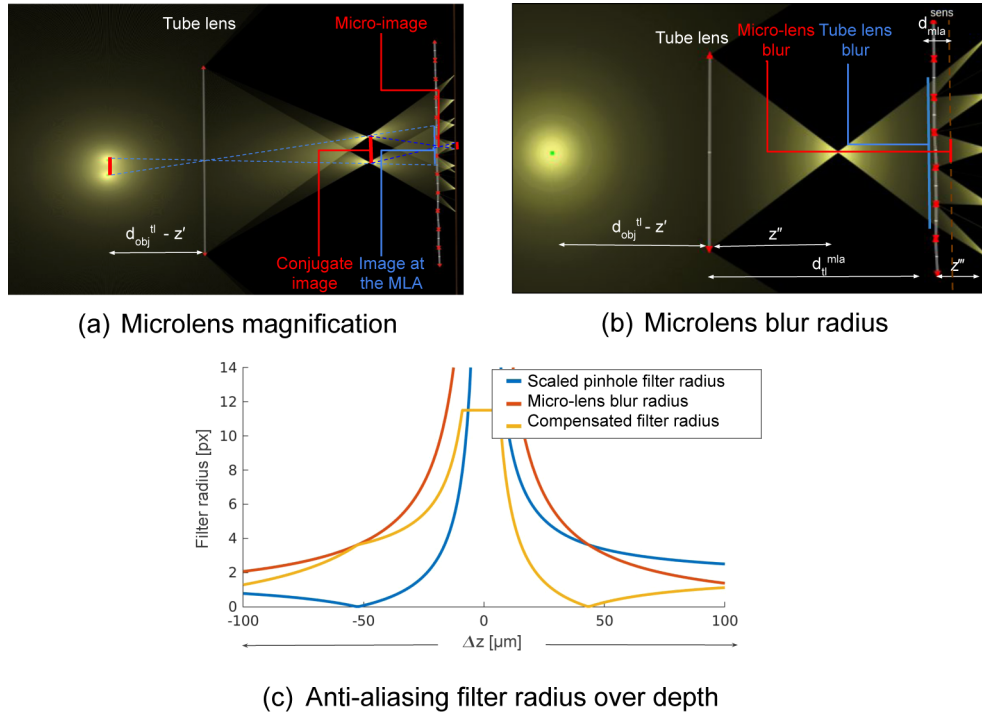 Tube lens
Micro-image
d_obj^tl - z′
Conjugate image
Image at the MLA
(a) Microlens magnification
sens
d_mla
Tube lens
Micro-lens blur
Tube lens blur
d_obj^tl - z′
z″
d_tl^mla
z‴
(b) Microlens blur radius
14
12
10
8
6
4
2
0
Filter radius [px]
Scaled pinhole filter radius
Micro-lens blur radius
Compensated filter radius
-100
-50
0
50
100
Δz [µm]
(c) Anti-aliasing filter radius over depth